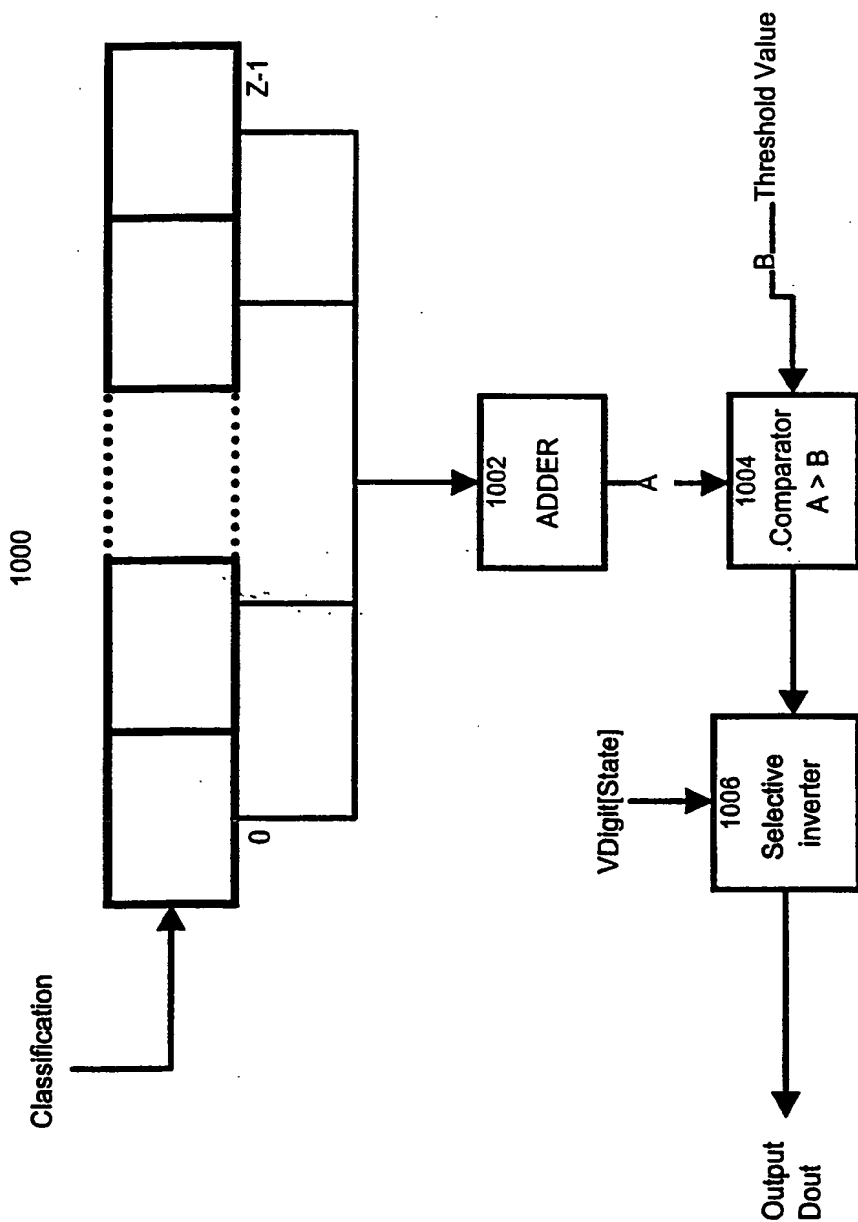 1000
Classification
0
Z-1
1002
ADDER
A
B
Threshold Value
1004
.Comparator
A > B
VDigit[State]
1006
Selective
inverter
Output
Dout